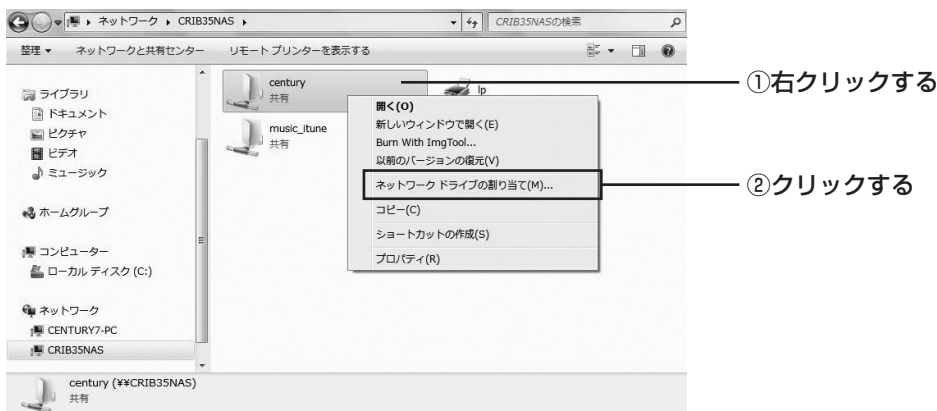 ネットワーク ▸ CRIB35NAS ▸
CRIB35NASの検索
整理 ▼ ネットワークと共有センター リモート プリンターを表示する
ライブラリ
ドキュメント
ピクチャ
ビデオ
ミュージック
ホームグループ
コンピューター
ローカル ディスク (C:)
ネットワーク
CENTURY7-PC
CRIB35NAS
century
共有
lp
music_itune
共有
開く(O)
新しいウィンドウで開く(E)
Burn With ImgTool...
以前のバージョンの復元(V)
ネットワーク ドライブの割り当て(M)...
コピー(C)
ショートカットの作成(S)
プロパティ(R)
①右クリックする
②クリックする
century (¥¥CRIB35NAS)
共有